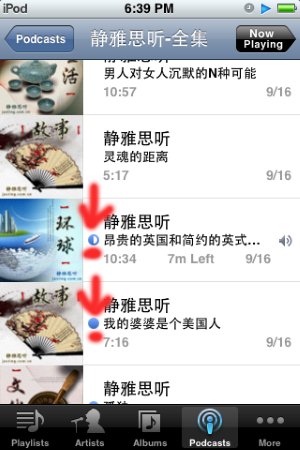 iPod 6:39 PM
Podcasts 静雅思听-全集 Now Playing
活
男人对女人沉默的N种可能
10:57 9/16
故事
静雅思听
灵魂的距离
5:17 9/16
环球
静雅思听
昂贵的英国和简约的英式...
10:34 7m Left 9/16
故事
静雅思听
我的婆婆是个美国人
7:16 9/16
静雅思听
Playlists Artists Albums Podcasts More